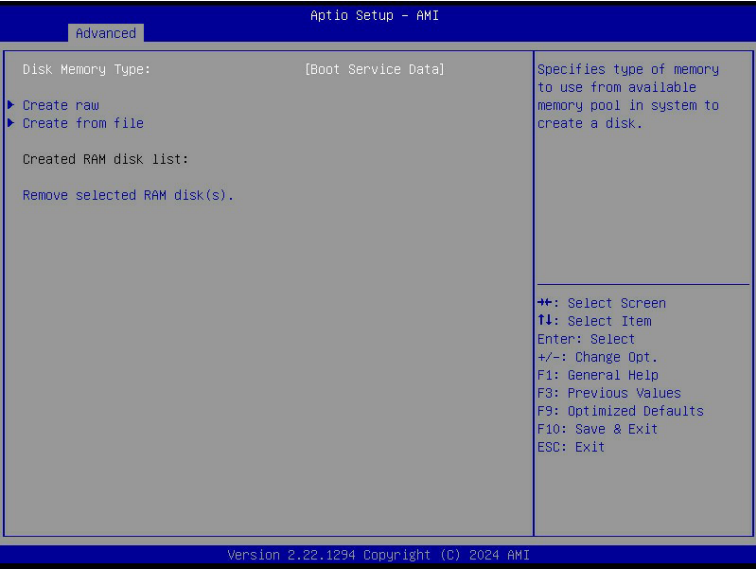 Aptio Setup – AMI
Advanced
Disk Memory Type: [Boot Service Data]
Create raw
Create from file
Created RAM disk list:
Remove selected RAM disk(s).
Specifies type of memory
to use from available
memory pool in system to
create a disk.
→←: Select Screen
↑↓: Select Item
Enter: Select
+/-: Change Opt.
F1: General Help
F3: Previous Values
F9: Optimized Defaults
F10: Save & Exit
ESC: Exit
Version 2.22.1294 Copyright (C) 2024 AMI